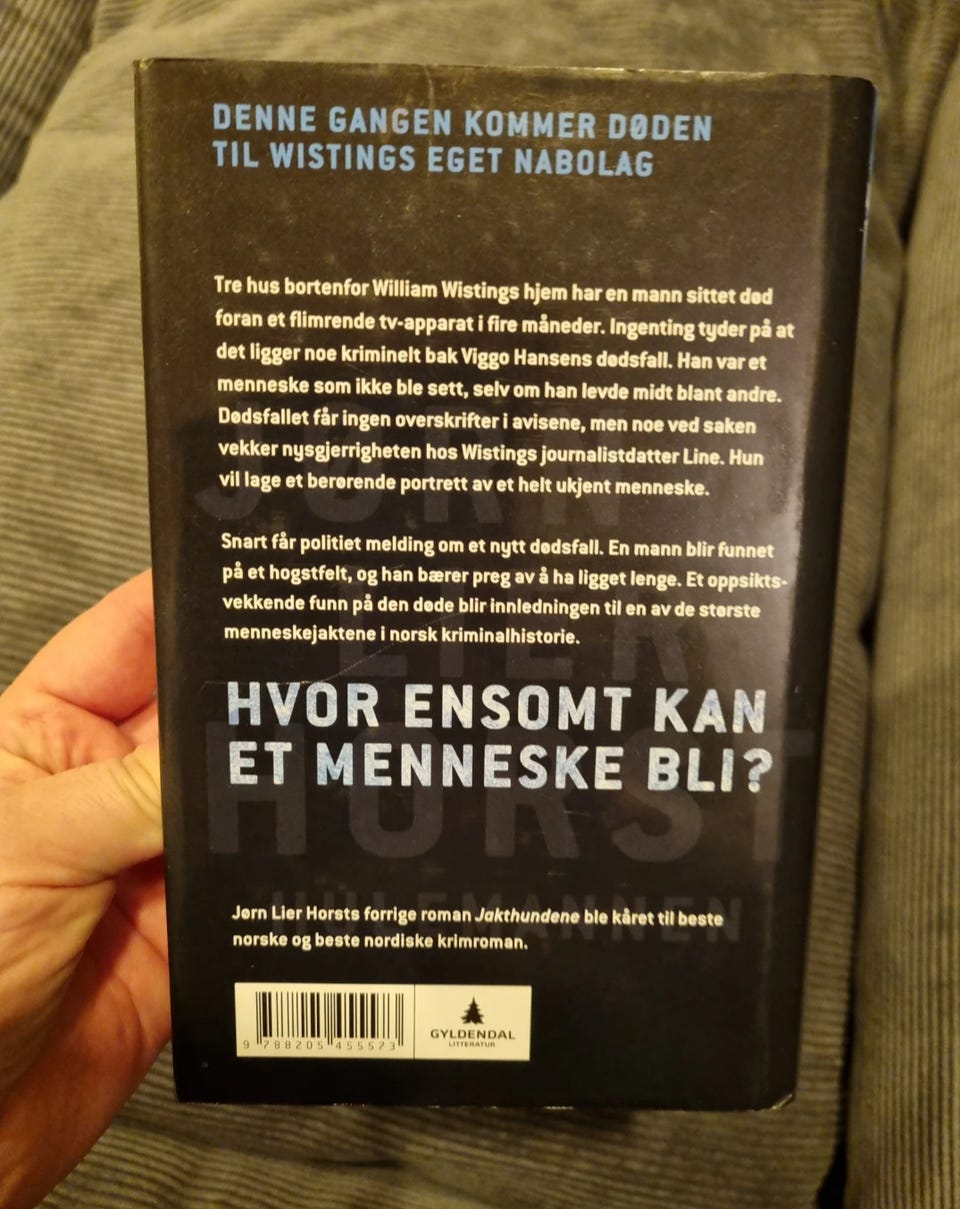 DENNE GANGEN KOMMER DØDEN
TIL WISTINGS EGET NABOLAG
Tre hus bortenfor William Wistings hjem har en mann sittet død
foran et flimrende tv-apparat i fire måneder. Ingenting tyder på at
det ligger noe kriminelt bak Viggo Hansens dødsfall. Han var et
menneske som ikke ble sett, selv om han levde midt blant andre.
Dødsfallet får ingen overskrifter i avisene, men noe ved saken
vekker nysgjerrigheten hos Wistings journalistdatter Line. Hun
vil lage et berørende portrett av et helt ukjent menneske.
Snart får politiet melding om et nytt dødsfall. En mann blir funnet
på et hogstfelt, og han bærer preg av å ha ligget lenge. Et oppsikts-
vekkende funn på den døde blir innledningen til en av de største
menneskejaktene i norsk kriminalhistorie.
HVOR ENSOMT KAN
ET MENNESKE BLI?
JØRN
LIER
HORST
HULEMANNEN
Jørn Lier Horsts forrige roman Jakthundene ble kåret til beste
norske og beste nordiske krimroman.
9 788205 455573
GYLDENDAL
LITTERATUR